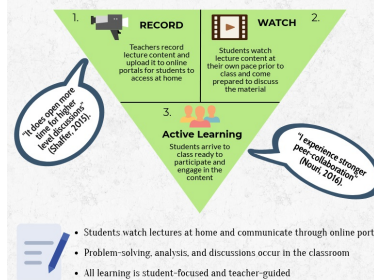 1.
RECORD
Teachers record
lecture content and
upload it to online
portals for students to
access at home
WATCH
2.
Students watch
lecture content at
their own pace prior to
class and come
prepared to discuss
the material
3.
Active Learning
Students arrive to
class ready to
participate and
engage in the
content
"It does open more
time for higher
level discussions"
(Shaffer, 2015).
"I experience stronger
peer-collaboration"
(Nouri, 2016).
• Students watch lectures at home and communicate through online port
• Problem-solving, analysis, and discussions occur in the classroom
• All learning is student-focused and teacher-guided